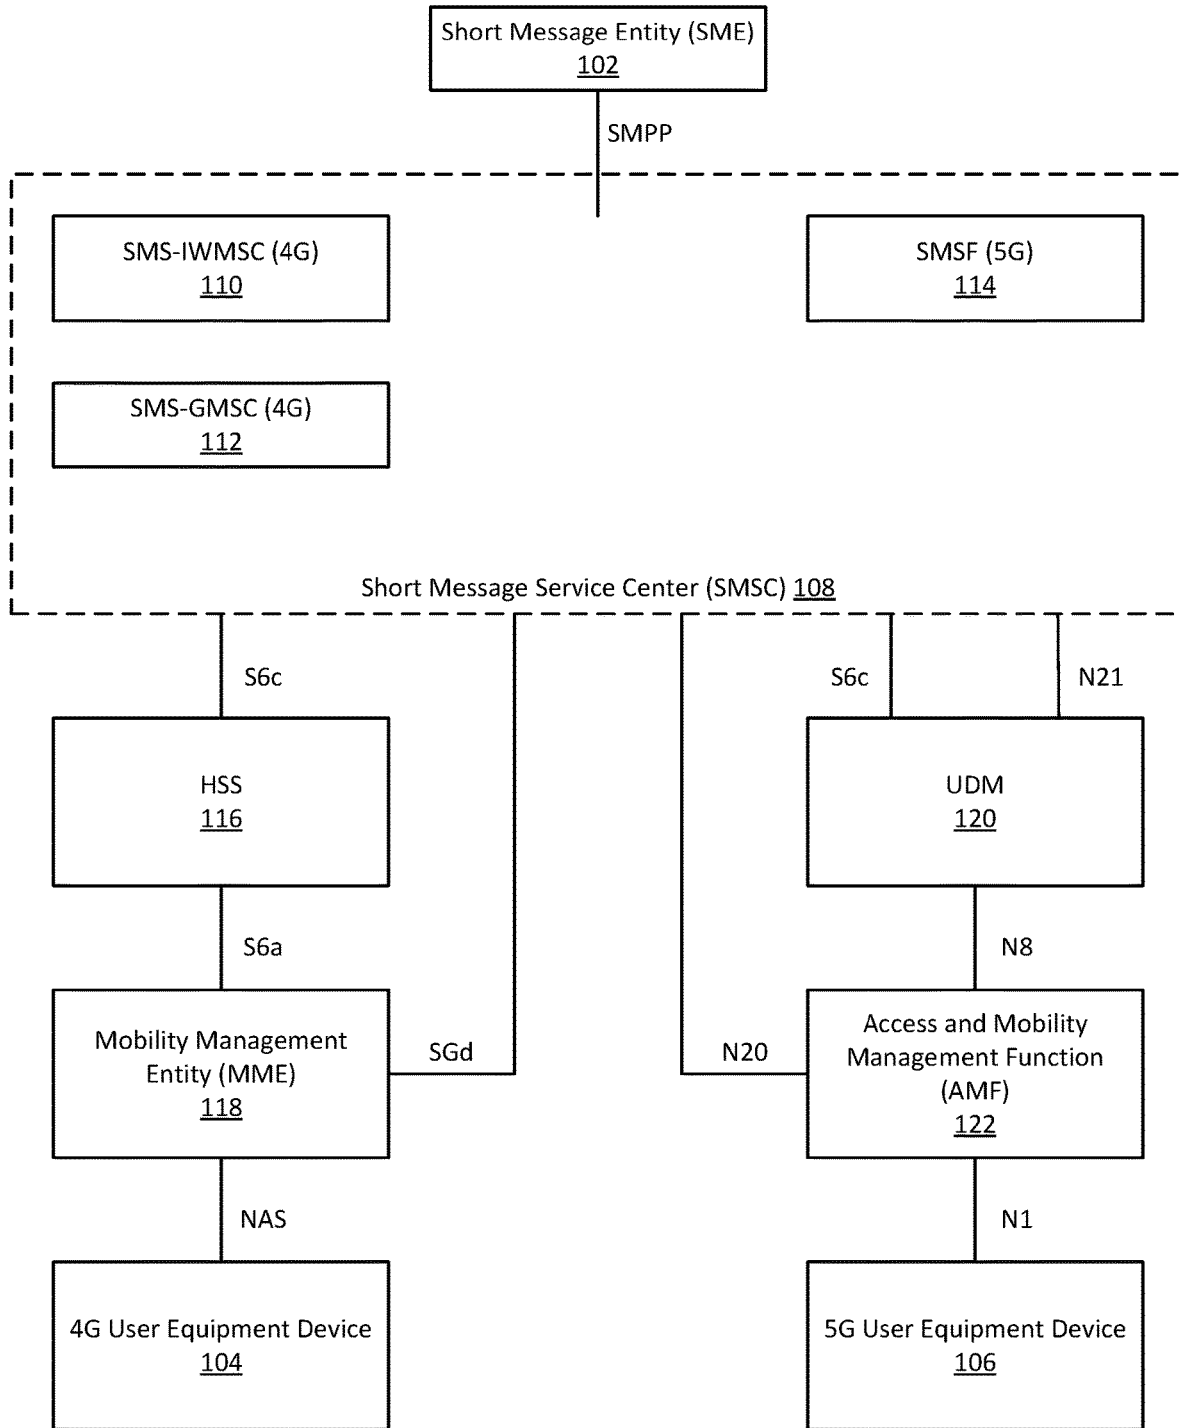 Short Message Entity (SME)
102
SMPP
SMS-IWMSC (4G)
110
SMSF (5G)
114
SMS-GMSC (4G)
112
Short Message Service Center (SMSC) 108
S6c
S6c
N21
HSS
116
UDM
120
S6a
N8
Mobility Management
Entity (MME)
118
SGd
N20
Access and Mobility
Management Function
(AMF)
122
NAS
N1
4G User Equipment Device
104
5G User Equipment Device
106